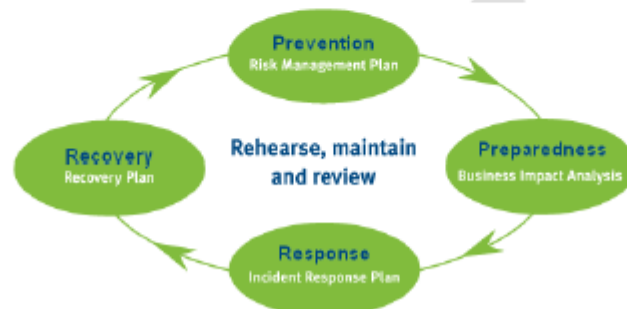 Prevention
Risk Management Plan
Recovery
Recovery Plan
Rehearse, maintain
and review
Preparedness
Business Impact Analysis
Response
Incident Response Plan